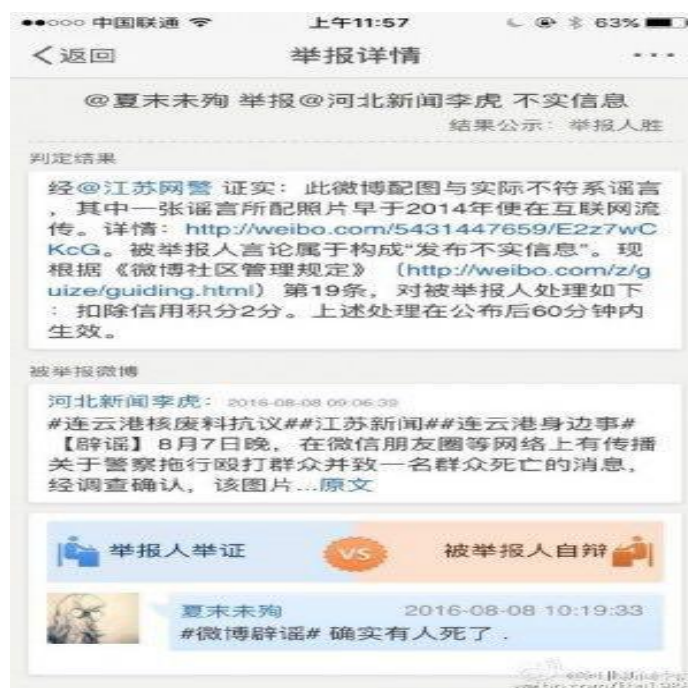 中国联通 上午11:57 63%
返回 举报详情 ...
@夏末未殉 举报@河北新闻李虎 不实信息
结果公示：举报人胜
判定结果
经@江苏网警 证实：此微博配图与实际不符系谣言
，其中一张谣言所配照片早于2014年便在互联网流
传。详情：http://weibo.com/5431447659/E2z7wC
KcG。被举报人言论属于构成“发布不实信息”。现
根据《微博社区管理规定》（http://weibo.com/z/g
uize/guiding.html）第19条，对被举报人处理如下
：扣除信用积分2分。上述处理在公布后60分钟内
生效。
被举报微博
河北新闻李虎：2016-08-08 09:06:39
#连云港核废料抗议##江苏新闻##连云港身边事#
【辟谣】8月7日晚，在微信朋友圈等网络上有传播
关于警察拖行殴打群众并致一名群众死亡的消息，
经调查确认，该图片...原文
举报人举证 VS 被举报人自辩
夏末未殉 2016-08-08 10:19:33
#微博辟谣# 确实有人死了．